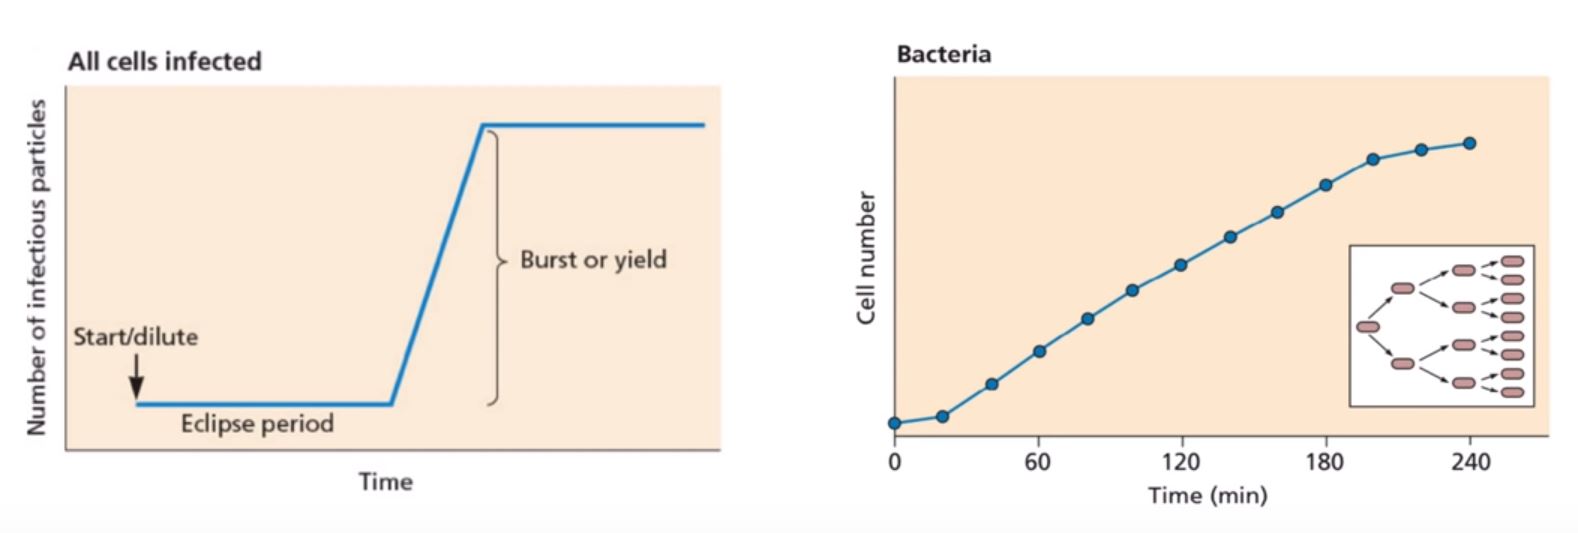 All cells infected
Number of infectious particles
Start/dilute
Eclipse period
Burst or yield
Time
Bacteria
Cell number
0 60 120 180 240
Time (min)